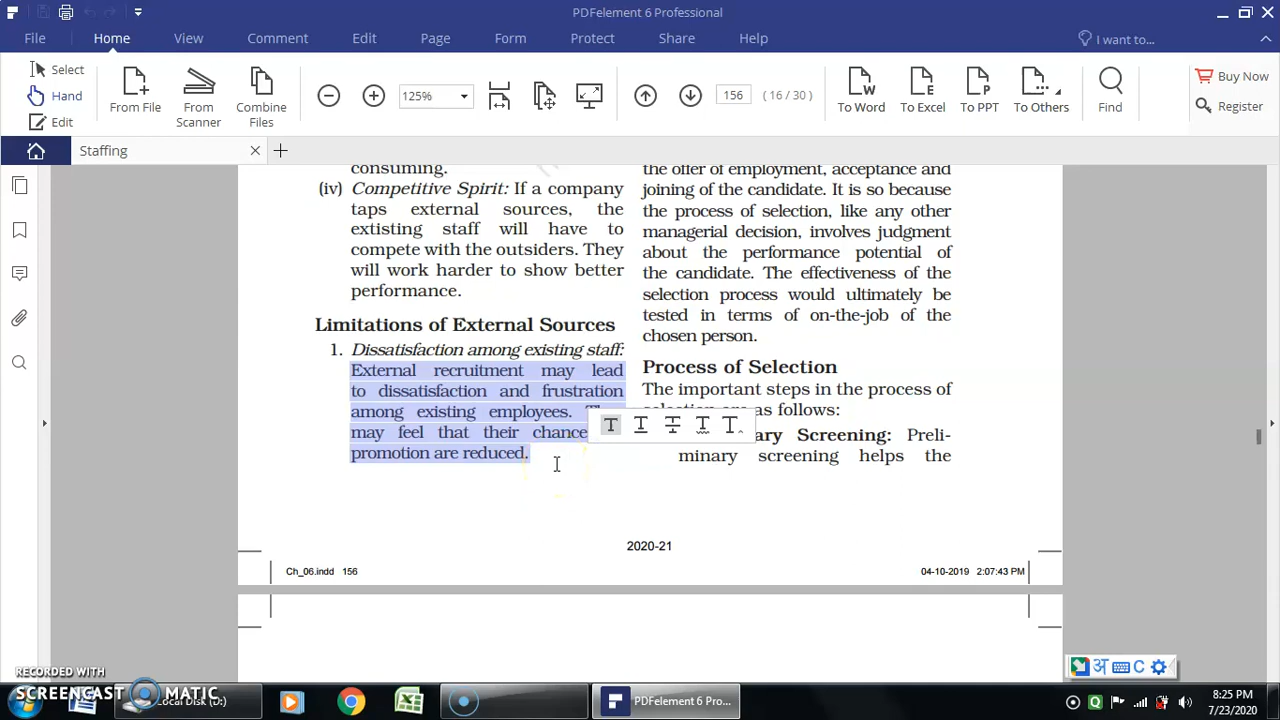 PDFelement 6 Professional
File Home View Comment Edit Page Form Protect Share Help I want to...
Select
Hand
Edit
From File
From
Scanner
Combine
Files
125%
156 (16 / 30)
To Word
To Excel
To PPT
To Others
Find
Buy Now
Register
Staffing
consuming.
(iv) Competitive Spirit: If a company
taps external sources, the
extisting staff will have to
compete with the outsiders. They
will work harder to show better
performance.
Limitations of External Sources
1. Dissatisfaction among existing staff:
External recruitment may lead
to dissatisfaction and frustration
among existing employees.
may feel that their chance
promotion are reduced.
the offer of employment, acceptance and
joining of the candidate. It is so because
the process of selection, like any other
managerial decision, involves judgment
about the performance potential of
the candidate. The effectiveness of the
selection process would ultimately be
tested in terms of on-the-job of the
chosen person.
Process of Selection
The important steps in the process of
selection are as follows:
ary Screening: Preli-
minary screening helps the
2020-21
Ch_06.indd 156
04-10-2019 2:07:43 PM
RECORDED WITH
SCREENCAST MATIC
ocal Disk (D:)
PDFelement 6 Pro...
अ
8:25 PM
7/23/2020